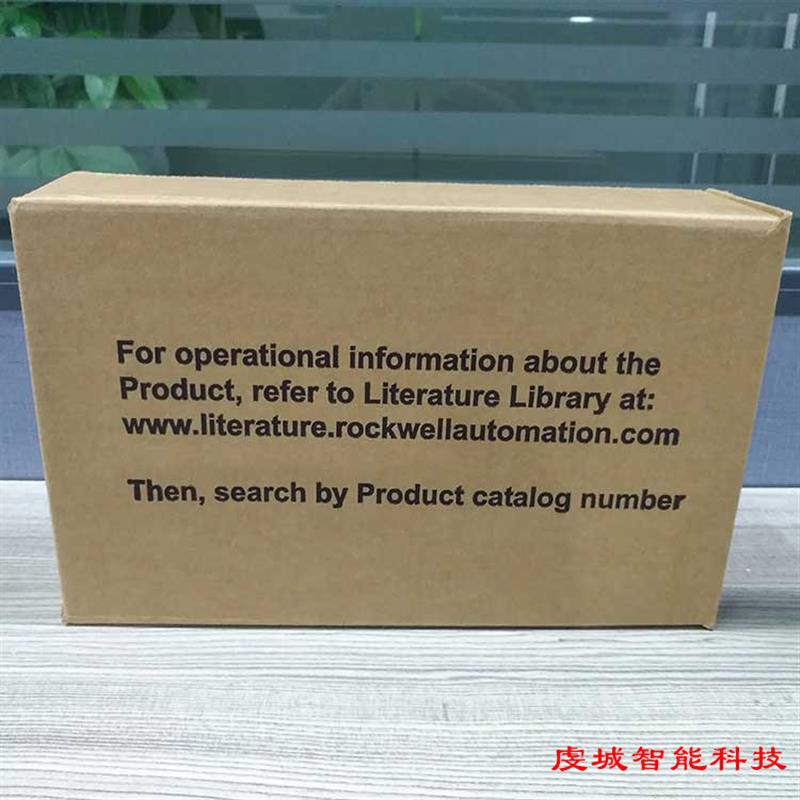 For operational information about the
Product, refer to Literature Library at:
www.literature.rockwellautomation.com
Then, search by Product catalog number
虔城智能科技